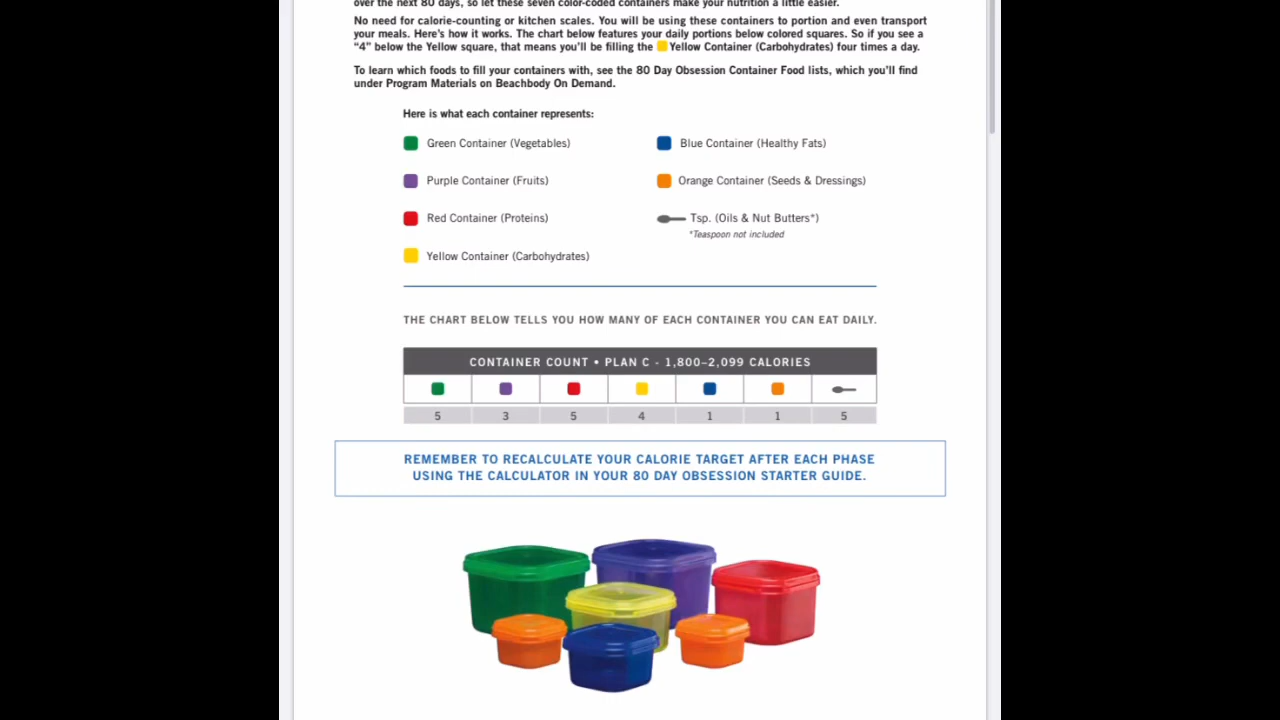 over the next 80 days, so let these seven color-coded containers make your nutrition a little easier.
No need for calorie-counting or kitchen scales. You will be using these containers to portion and even transport
your meals. Here's how it works. The chart below features your daily portions below colored squares. So if you see a
“4” below the Yellow square, that means you'll be filling the Yellow Container (Carbohydrates) four times a day.
To learn which foods to fill your containers with, see the 80 Day Obsession Container Food lists, which you'll find
under Program Materials on Beachbody On Demand.
Here is what each container represents:
Green Container (Vegetables)
Blue Container (Healthy Fats)
Purple Container (Fruits)
Orange Container (Seeds & Dressings)
Red Container (Proteins)
Tsp. (Oils & Nut Butters*)
*Teaspoon not included
Yellow Container (Carbohydrates)
THE CHART BELOW TELLS YOU HOW MANY OF EACH CONTAINER YOU CAN EAT DAILY.
CONTAINER COUNT • PLAN C - 1,800–2,099 CALORIES
5 3 5 4 1 1 5
REMEMBER TO RECALCULATE YOUR CALORIE TARGET AFTER EACH PHASE
USING THE CALCULATOR IN YOUR 80 DAY OBSESSION STARTER GUIDE.